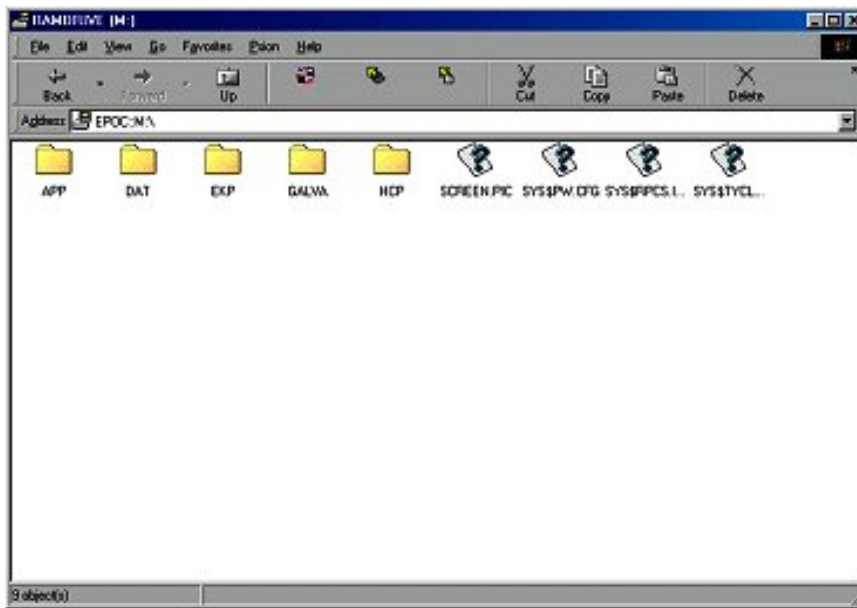 RAMDRIVE (M:)
File Edit View Go Favorites Psion Help
Back Forward Up Cut Copy Paste Delete
Address EPOC:M:\
APP DAT EKP GALVA HCP SCREEN.PIC SYS$PW.CFG SYS$RPCS.I... SYS$TYCL...
9 object(s)